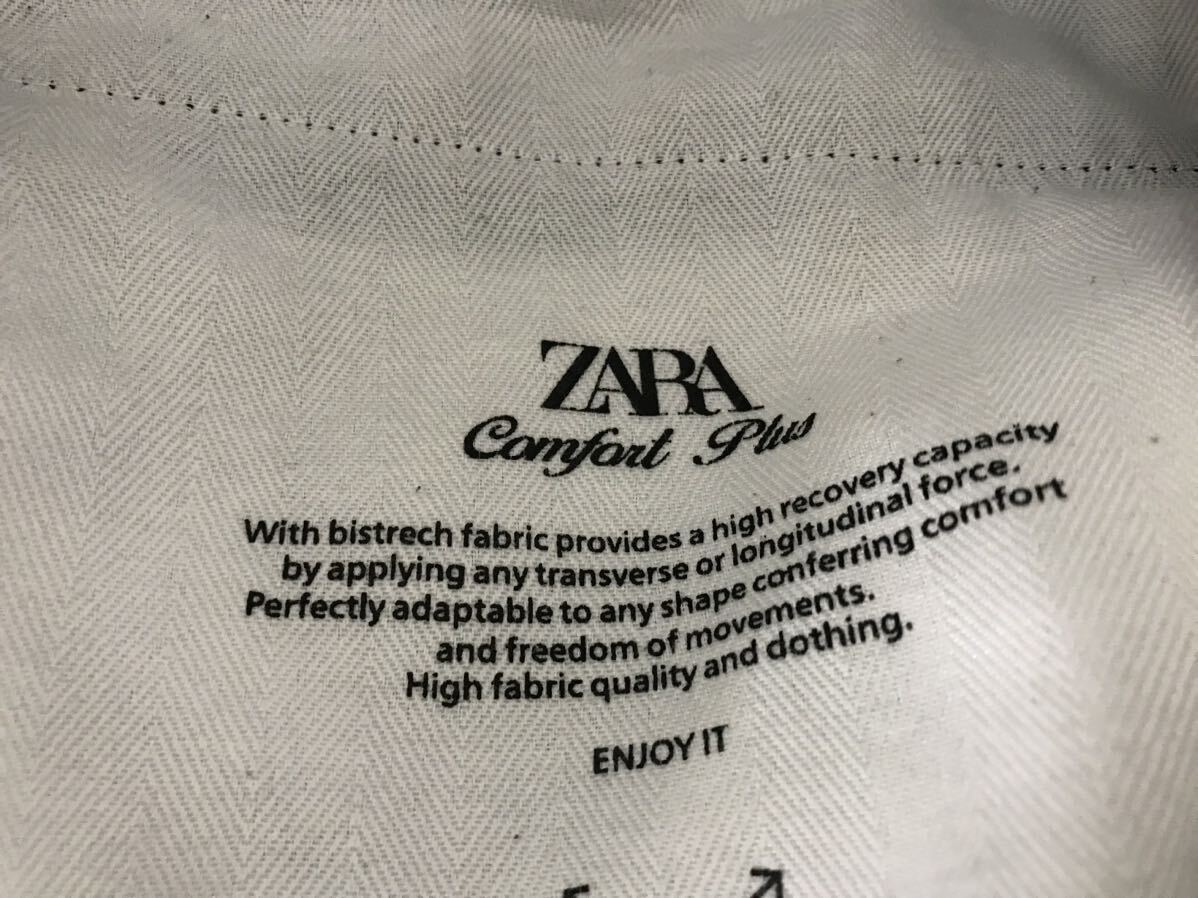 ZARA
Comfort Plus
With bistrech fabric provides a high recovery capacity
by applying any transverse or longitudinal force.
Perfectly adaptable to any shape conferring comfort
and freedom of movements.
High fabric quality and dothing.
ENJOY IT